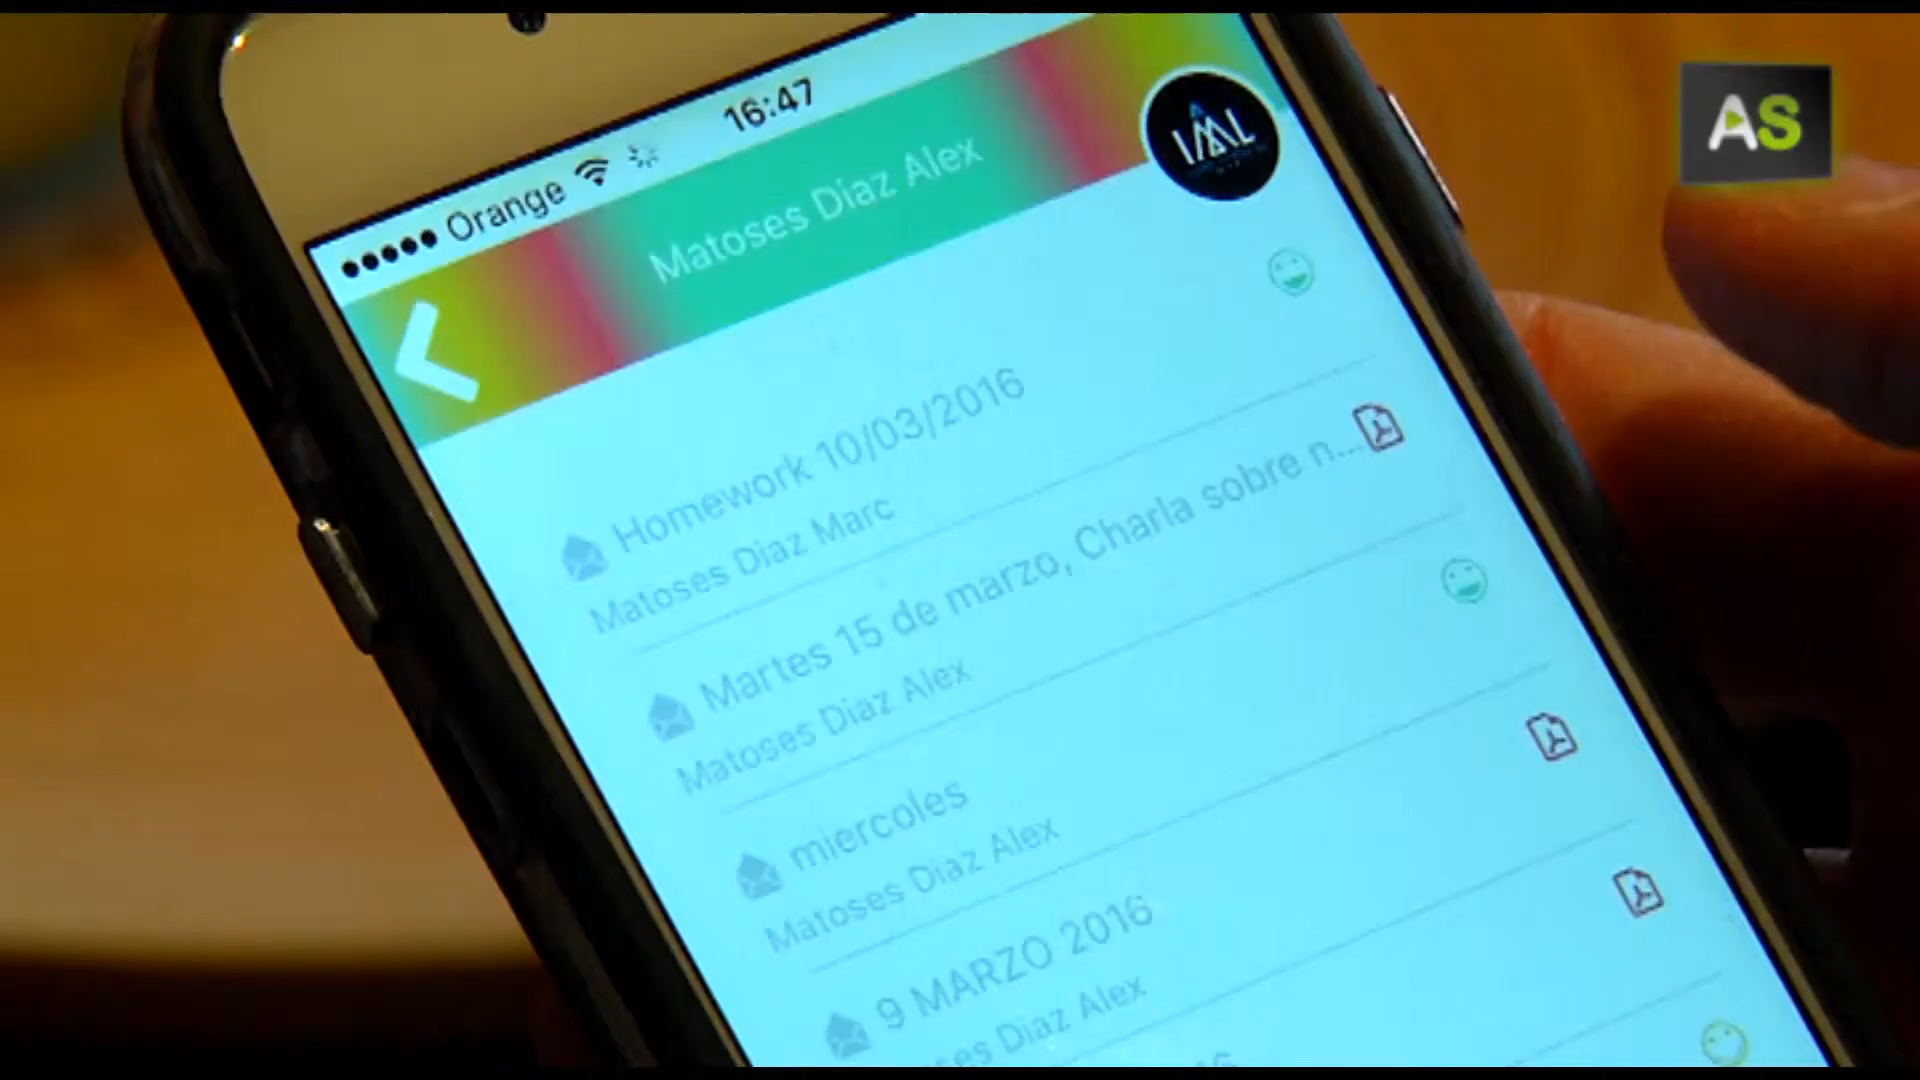 AS
Orange 16:47
Matoses Diaz Alex
IML
Homework 10/03/2016
Matoses Diaz Marc
Martes 15 de marzo, Charla sobre n...
Matoses Diaz Alex
miercoles
Matoses Diaz Alex
9 MARZO 2016
Diaz Alex